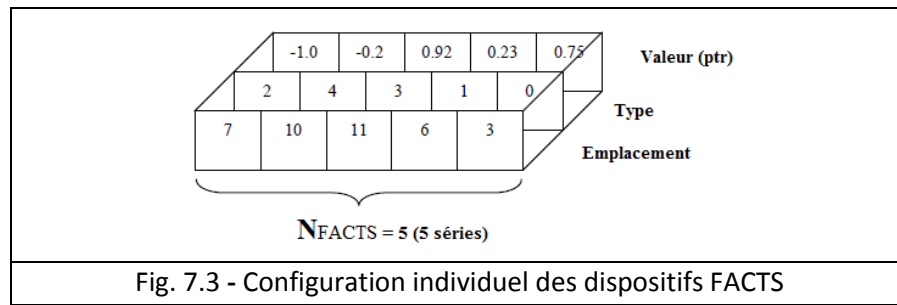 -1.0 -0.2 0.92 0.23 0.75 Valeur (ptr)
2 4 3 1 0 Type
7 10 11 6 3 Emplacement
NFACTS = 5 (5 séries)
Fig. 7.3 - Configuration individuel des dispositifs FACTS